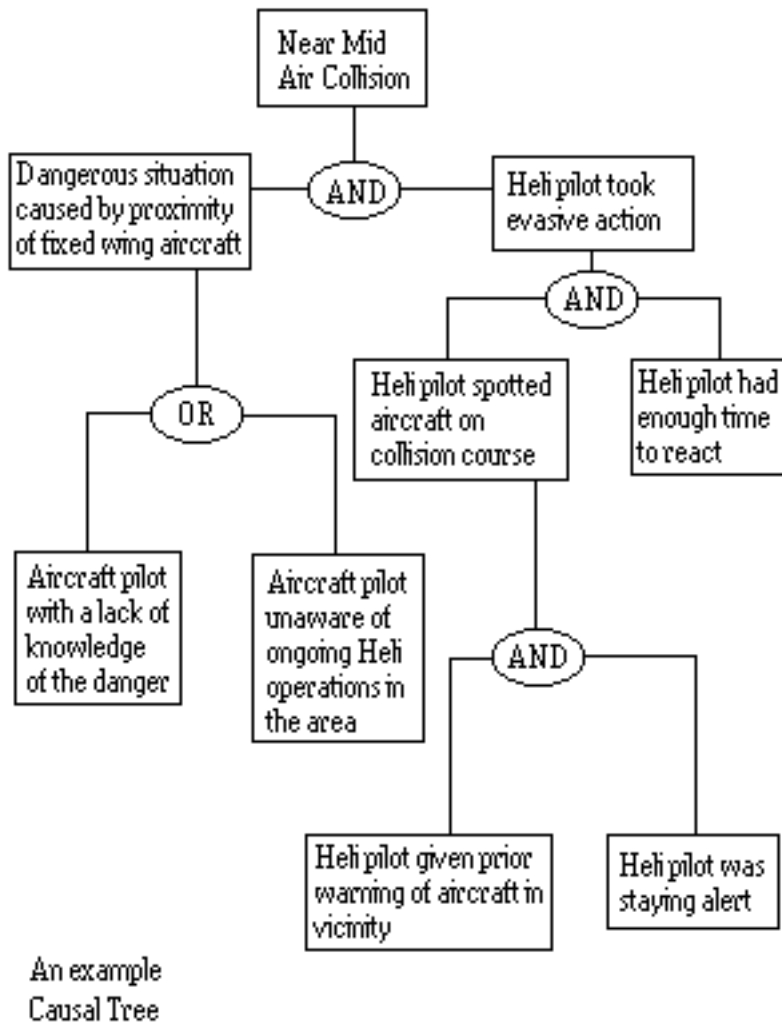 Near Mid
Air Collision
AND
Dangerous situation
caused by proximity
of fixed wing aircraft
Heli pilot took
evasive action
AND
OR
Heli pilot spotted
aircraft on
collision course
Heli pilot had
enough time
to react
Aircraft pilot
with a lack of
knowledge
of the danger
Aircraft pilot
unaware of
ongoing Heli
operations in
the area
AND
Heli pilot given prior
warning of aircraft in
vicinity
Heli pilot was
staying alert
An example
Causal Tree